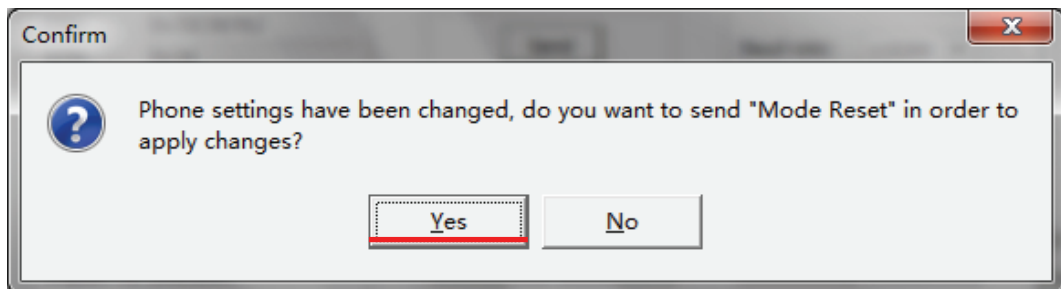 Confirm
Phone settings have been changed, do you want to send "Mode Reset" in order to
apply changes?
Yes
No